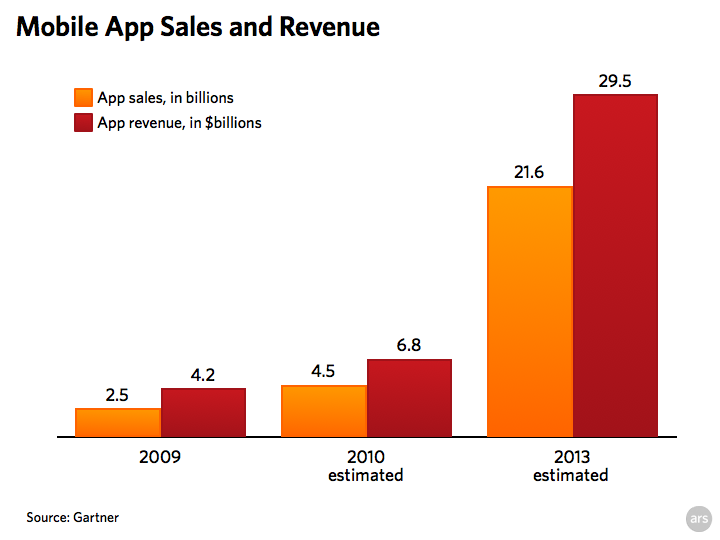 Mobile App Sales and Revenue
App sales, in billions
App revenue, in $billions
29.5
21.6
6.8
4.5
4.2
2.5
2009
2010
estimated
2013
estimated
Source: Gartner
ars